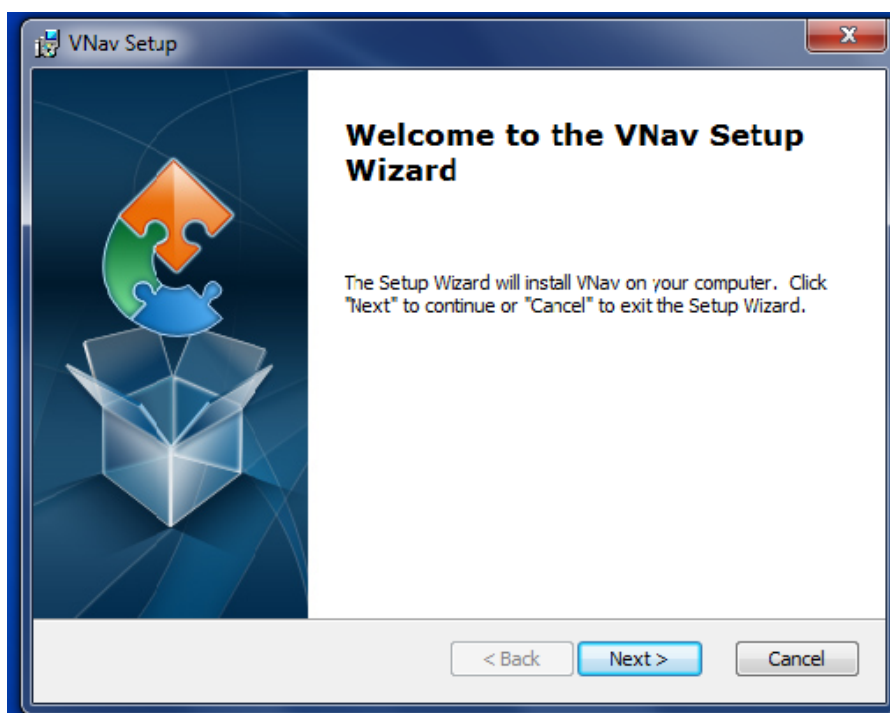 VNav Setup
Welcome to the VNav Setup
Wizard
The Setup Wizard will install VNav on your computer. Click
"Next" to continue or "Cancel" to exit the Setup Wizard.
< Back
Next >
Cancel